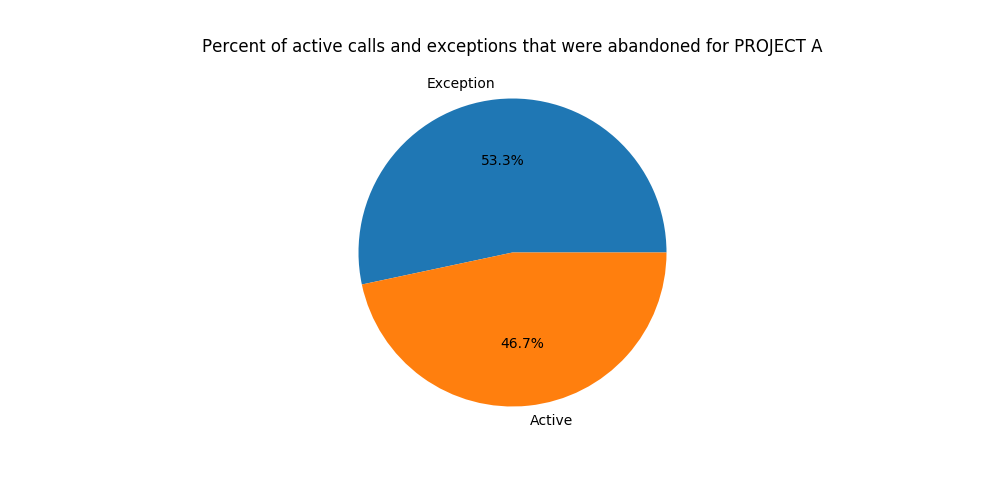 Percent of active calls and exceptions that were abandoned for PROJECT A
Exception
53.3%
46.7%
Active